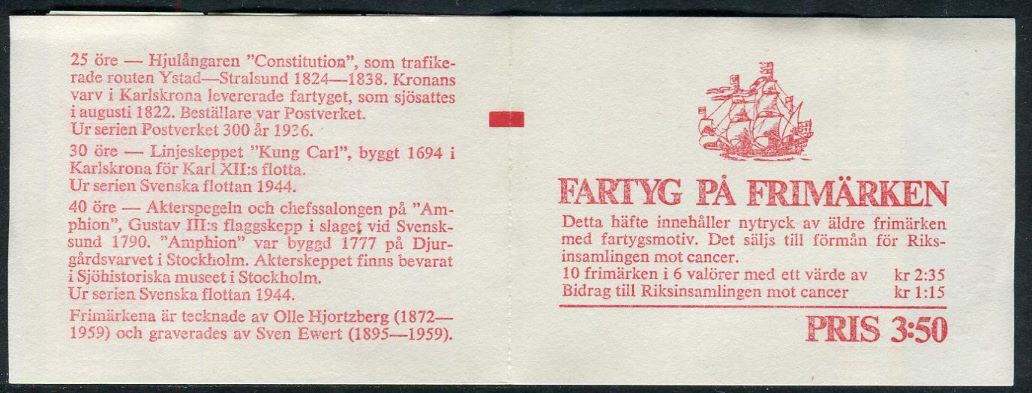 25 öre — Hjulångaren "Constitution", som trafike-
rade routen Ystad—Stralsund 1824—1838. Kronans
varv i Karlskrona levererade fartyget, som sjösattes
i augusti 1822. Beställare var Postverket.
Ur serien Postverket 300 år 1936.
30 öre — Linjeskeppet "Kung Carl", byggt 1694 i
Karlskrona för Karl XII:s flotta.
Ur serien Svenska flottan 1944.
40 öre — Akterspegeln och chefssalongen på "Am-
phion", Gustav III:s flaggskepp i slaget vid Svensk-
sund 1790. "Amphion" var byggd 1777 på Djur-
gårdsvarvet i Stockholm. Akterskeppet finns bevarat
i Sjöhistoriska museet i Stockholm.
Ur serien Svenska flottan 1944.
Frimärkena är tecknade av Olle Hjortzberg (1872—
1959) och graverades av Sven Ewert (1895—1959).
FARTYG PÅ FRIMÄRKEN
Detta häfte innehåller nytryck av äldre frimärken
med fartygsmotiv. Det säljs till förmån för Riks-
insamlingen mot cancer.
10 frimärken i 6 valörer med ett värde av kr 2:35
Bidrag till Riksinsamlingen mot cancer kr 1:15
PRIS 3:50